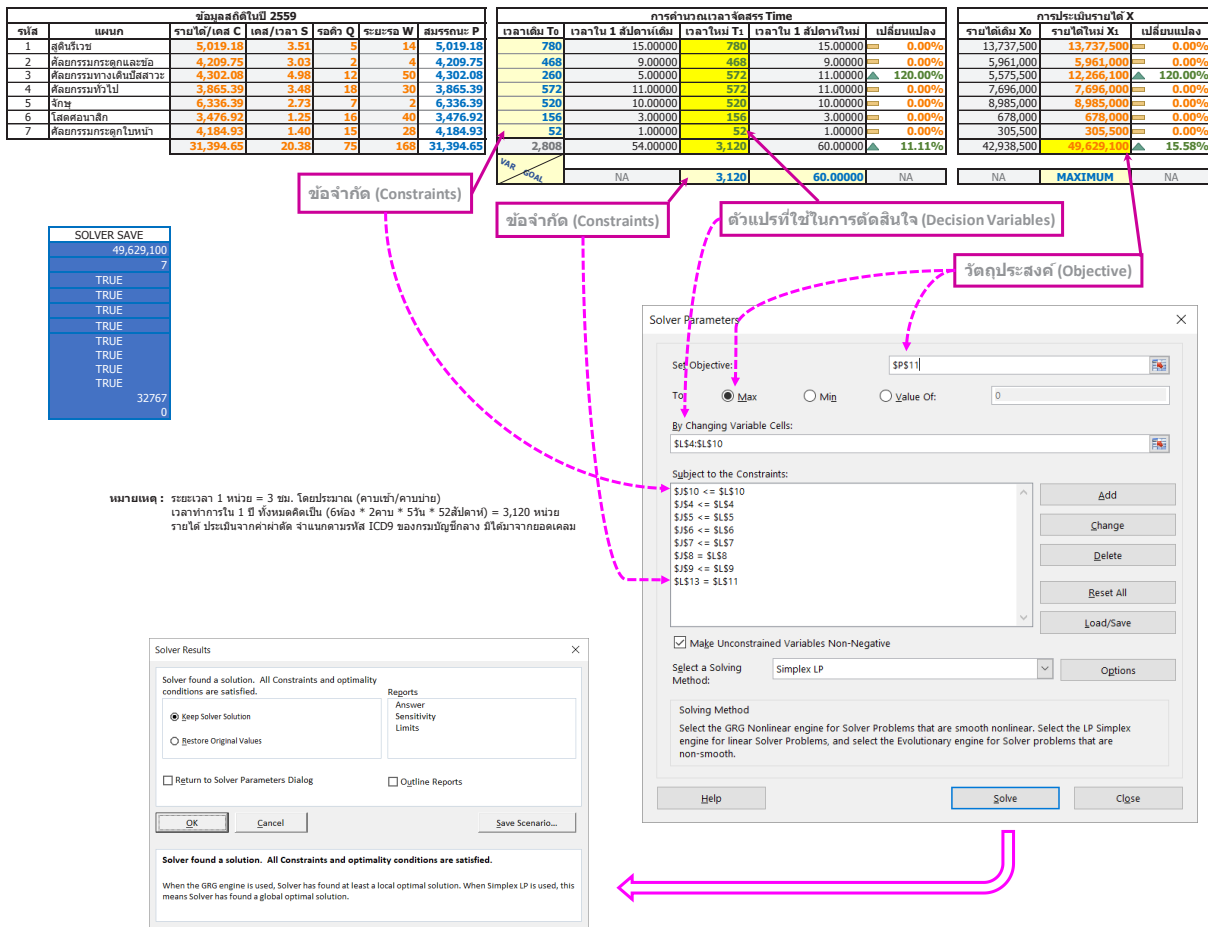 ข้อมูลสถิติในปี 2559 การคำนวณเวลาจัดสรร Time การประเมินรายได้ X
รหัส แผนก รายได้/เคส C เคส/เวลา S รอคิว Q ระยะรอ W สมรรถนะ P เวลาเดิม T₀ เวลาใน 1 สัปดาห์เดิม เวลาใหม่ T₁ เวลาใน 1 สัปดาห์ใหม่ เปลี่ยนแปลง รายได้เดิม X₀ รายได้ใหม่ X₁ เปลี่ยนแปลง
1 สูตินรีเวช 5,019.18 3.51 5 14 5,019.18 780 15.00000 780 15.00000 0.00% 13,737,500 13,737,500 0.00%
2 ศัลยกรรมกระดูกและข้อ 4,209.75 3.03 2 4 4,209.75 468 9.00000 468 9.00000 0.00% 5,961,000 5,961,000 0.00%
3 ศัลยกรรมทางเดินปัสสาวะ 4,302.08 4.98 12 50 4,302.08 260 5.00000 572 11.00000 120.00% 5,575,500 12,266,100 120.00%
4 ศัลยกรรมทั่วไป 3,865.39 3.48 18 30 3,865.39 572 11.00000 572 11.00000 0.00% 7,696,000 7,696,000 0.00%
5 จักษุ 6,336.39 2.73 7 2 6,336.39 520 10.00000 520 10.00000 0.00% 8,985,000 8,985,000 0.00%
6 โสตศอนาสิก 3,476.92 1.25 16 40 3,476.92 156 3.00000 156 3.00000 0.00% 678,000 678,000 0.00%
7 ศัลยกรรมกระดูกใบหน้า 4,184.93 1.40 15 28 4,184.93 52 1.00000 52 1.00000 0.00% 305,500 305,500 0.00%
31,394.65 20.38 75 168 31,394.65 2,808 54.00000 3,120 60.00000 11.11% 42,938,500 49,629,100 15.58%
VAR GOAL NA 3,120 60.00000 NA NA MAXIMUM NA
ข้อจำกัด (Constraints)
ข้อจำกัด (Constraints)
ตัวแปรที่ใช้ในการตัดสินใจ (Decision Variables)
วัตถุประสงค์ (Objective)
SOLVER SAVE
49,629,100
7
TRUE
TRUE
TRUE
TRUE
TRUE
TRUE
TRUE
TRUE
32767
0
หมายเหตุ : ระยะเวลา 1 หน่วย = 3 ชม. โดยประมาณ (คาบเช้า/คาบบ่าย)
เวลาทำการใน 1 ปี ทั้งหมดคิดเป็น (6ห้อง * 2คาบ * 5วัน * 52สัปดาห์) = 3,120 หน่วย
รายได้ ประเมินจากค่าผ่าตัด จำแนกตามรหัส ICD9 ของกรมบัญชีกลาง มิได้มาจากยอดเคลม
Solver Parameters
Set Objective: $P$11
To: Max Min Value Of: 0
By Changing Variable Cells:
$L$4:$L$10
Subject to the Constraints:
$J$10 <= $L$10
$J$4 <= $L$4
$J$5 <= $L$5
$J$6 <= $L$6
$J$7 <= $L$7
$J$8 = $L$8
$J$9 <= $L$9
$L$13 = $L$11
Add
Change
Delete
Reset All
Load/Save
Make Unconstrained Variables Non-Negative
Select a Solving Method: Simplex LP Options
Solving Method
Select the GRG Nonlinear engine for Solver Problems that are smooth nonlinear. Select the LP Simplex
engine for linear Solver Problems, and select the Evolutionary engine for Solver problems that are
non-smooth.
Help Solve Close
Solver Results
Solver found a solution. All Constraints and optimality
conditions are satisfied.
Keep Solver Solution
Restore Original Values
Reports
Answer
Sensitivity
Limits
Return to Solver Parameters Dialog Outline Reports
OK Cancel Save Scenario...
Solver found a solution. All Constraints and optimality conditions are satisfied.
When the GRG engine is used, Solver has found at least a local optimal solution. When Simplex LP is used, this
means Solver has found a global optimal solution.